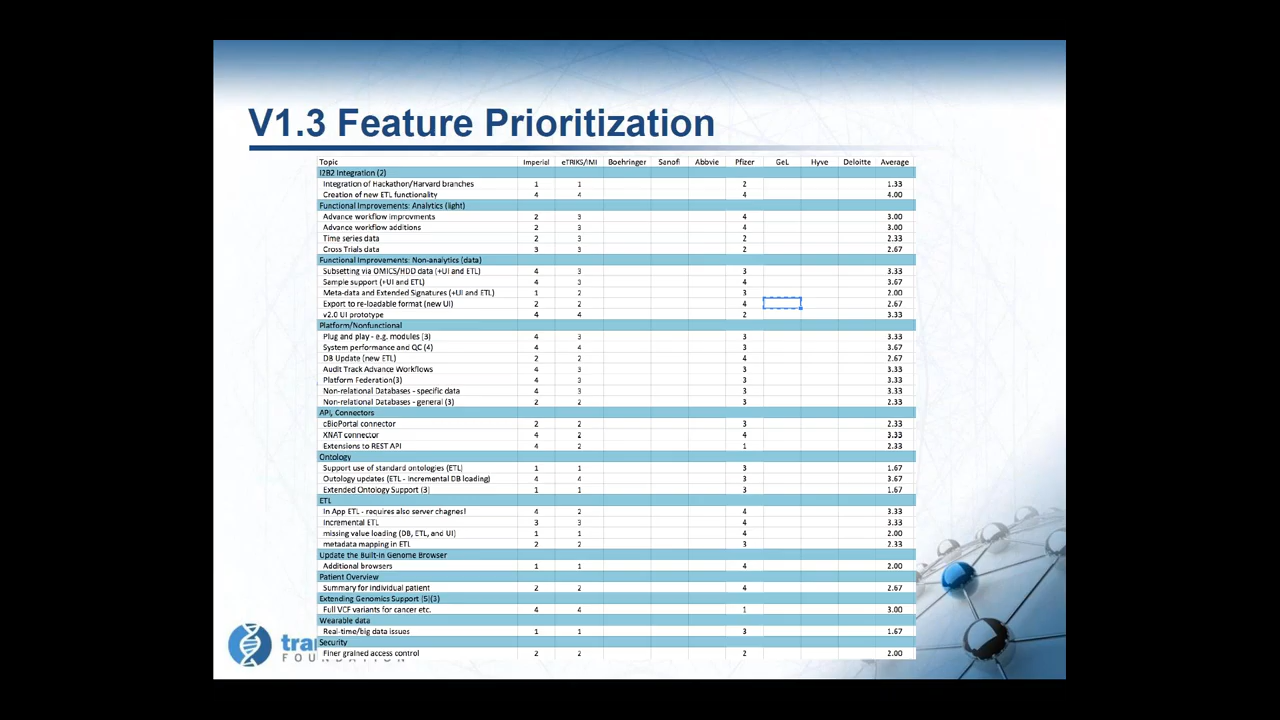 V1.3 Feature Prioritization
Topic Imperial eTRIKS/IMI Boehringer Sanofi Abbvie Pfizer GeL Hyve Deloitte Average
I2B2 Integration (2)
Integration of Hackathon/Harvard branches 1 1 2 1.33
Creation of new ETL functionality 4 4 4 4.00
Functional Improvements: Analytics (light)
Advance workflow improvments 2 3 4 3.00
Advance workflow additions 2 3 4 3.00
Time series data 2 3 2 2.33
Cross Trials data 3 3 2 2.67
Functional Improvements: Non-analytics (data)
Subsetting via OMICS/HDD data (+UI and ETL) 4 3 3 3.33
Sample support (+UI and ETL) 4 3 4 3.67
Meta-data and Extended Signatures (+UI and ETL) 1 2 3 2.00
Export to re-loadable format (new UI) 2 2 4 2.67
v2.0 UI prototype 4 4 2 3.33
Platform/Nonfunctional
Plug and play - e.g. modules (3) 4 3 3 3.33
System performance and QC (4) 4 4 3 3.67
DB Update (new ETL) 2 2 4 2.67
Audit Track Advance Workflows 4 3 3 3.33
Platform Federation(3) 4 3 3 3.33
Non-relational Databases - specific data 4 3 3 3.33
Non-relational Databases - general (3) 2 2 3 2.33
API, Connectors
cBioPortal connector 2 2 3 2.33
XNAT connector 4 2 4 3.33
Extensions to REST API 4 2 1 2.33
Ontology
Support use of standard ontologies (ETL) 1 1 3 1.67
Outology updates (ETL - incremental DB loading) 4 4 3 3.67
Extended Ontology Support (3) 1 1 3 1.67
ETL
In App ETL - requires also server chagnes! 4 2 4 3.33
Incremental ETL 3 3 4 3.33
missing value loading (DB, ETL, and UI) 1 1 4 2.00
metadata mapping in ETL 2 2 3 2.33
Update the Built-in Genome Browser
Additional browsers 1 1 4 2.00
Patient Overview
Summary for individual patient 2 2 4 2.67
Extending Genomics Support (5)(3)
Full VCF variants for cancer etc. 4 4 1 3.00
Wearable data
Real-time/big data issues 1 1 3 1.67
Security
Finer grained access control 2 2 2 2.00